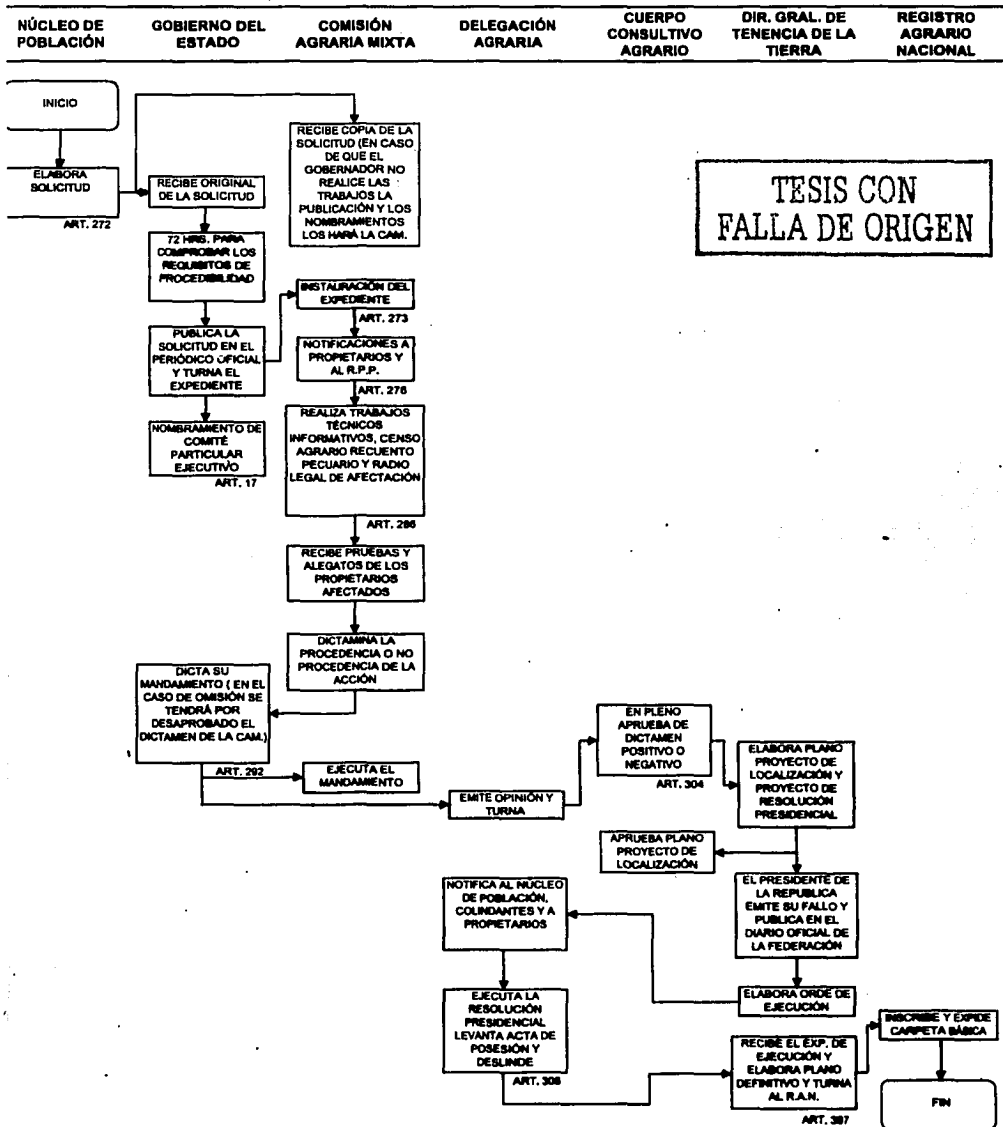 NÚCLEO DE
POBLACIÓN
GOBIERNO DEL
ESTADO
COMISIÓN
AGRARIA MIXTA
DELEGACIÓN
AGRARIA
CUERPO
CONSULTIVO
AGRARIO
DIR. GRAL. DE
TENENCIA DE LA
TIERRA
REGISTRO
AGRARIO
NACIONAL
INICIO
ELABORA
SOLICITUD
ART. 272
RECIBE ORIGINAL
DE LA SOLICITUD
RECIBE COPIA DE LA
SOLICITUD (EN CASO
DE QUE EL
GOBERNADOR NO
REALICE LAS
TRABAJOS LA
PUBLICACIÓN Y LOS
NOMBRAMIENTOS
LOS HARÁ LA CAM.
TESIS CON
FALLA DE ORIGEN
72 HRS. PARA
COMPROBAR LOS
REQUISITOS DE
PROCEDIBILIDAD
PUBLICA LA
SOLICITUD EN EL
PERIÓDICO OFICIAL
Y TURNA EL
EXPEDIENTE
NOMBRAMIENTO DE
COMITÉ
PARTICULAR
EJECUTIVO
ART. 17
INSTAURACIÓN DEL
EXPEDIENTE
ART. 273
NOTIFICACIONES A
PROPIETARIOS Y
AL R.P.P.
ART. 276
REALIZA TRABAJOS
TÉCNICOS
INFORMATIVOS, CENSO
AGRARIO RECUENTO
PECUARIO Y RADIO
LEGAL DE AFECTACIÓN
ART. 286
RECIBE PRUEBAS Y
ALEGATOS DE LOS
PROPIETARIOS
AFECTADOS
DICTAMINA LA
PROCEDENCIA O NO
PROCEDENCIA DE LA
ACCIÓN
DICTA SU
MANDAMIENTO ( EN EL
CASO DE OMISIÓN SE
TENDRÁ POR
DESAPROBADO EL
DICTAMEN DE LA CAM.)
ART. 292
EJECUTA EL
MANDAMIENTO
EMITE OPINIÓN Y
TURNA
EN PLENO
APRUEBA DE
DICTAMEN
POSITIVO O
NEGATIVO
ART. 304
ELABORA PLANO
PROYECTO DE
LOCALIZACIÓN Y
PROYECTO DE
RESOLUCIÓN
PRESIDENCIAL
APRUEBA PLANO
PROYECTO DE
LOCALIZACIÓN
EL PRESIDENTE DE
LA REPUBLICA
EMITE SU FALLO Y
PUBLICA EN EL
DIARIO OFICIAL DE
LA FEDERACIÓN
ELABORA ORDE DE
EJECUCIÓN
NOTIFICA AL NÚCLEO
DE POBLACIÓN,
COLINDANTES Y A
PROPIETARIOS
EJECUTA LA
RESOLUCIÓN
PRESIDENCIAL
LEVANTA ACTA DE
POSESIÓN Y
DESLINDE
ART. 308
RECIBE EL EXP. DE
EJECUCIÓN Y
ELABORA PLANO
DEFINITIVO Y TURNA
AL R.A.N.
ART. 307
INSCRIBE Y EXPIDE
CARPETA BÁSICA
FIN